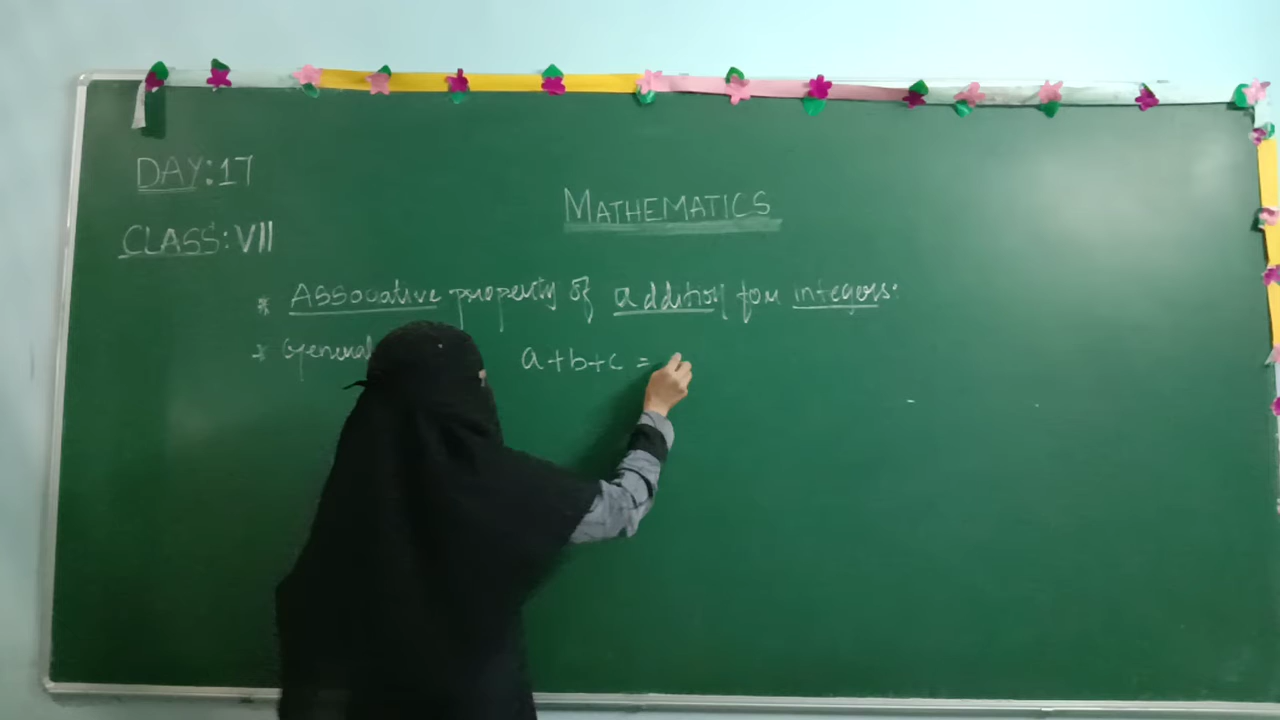 DAY:17
MATHEMATICS
CLASS:VII
* Associative property of addition for integers:
* General a+b+c =